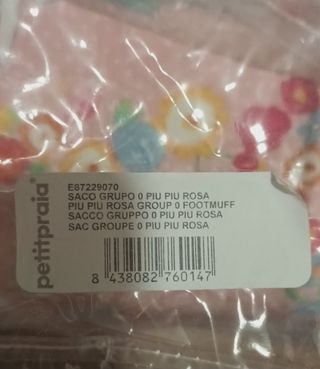 petitpraia®
E67229070
SACO GRUPO 0 PIU PIU ROSA
PIU PIU ROSA GROUP 0 FOOTMUFF
SACCO GRUPPO 0 PIU PIU ROSA
SAC GROUPE 0 PIU PIU ROSA
8 438082 760147